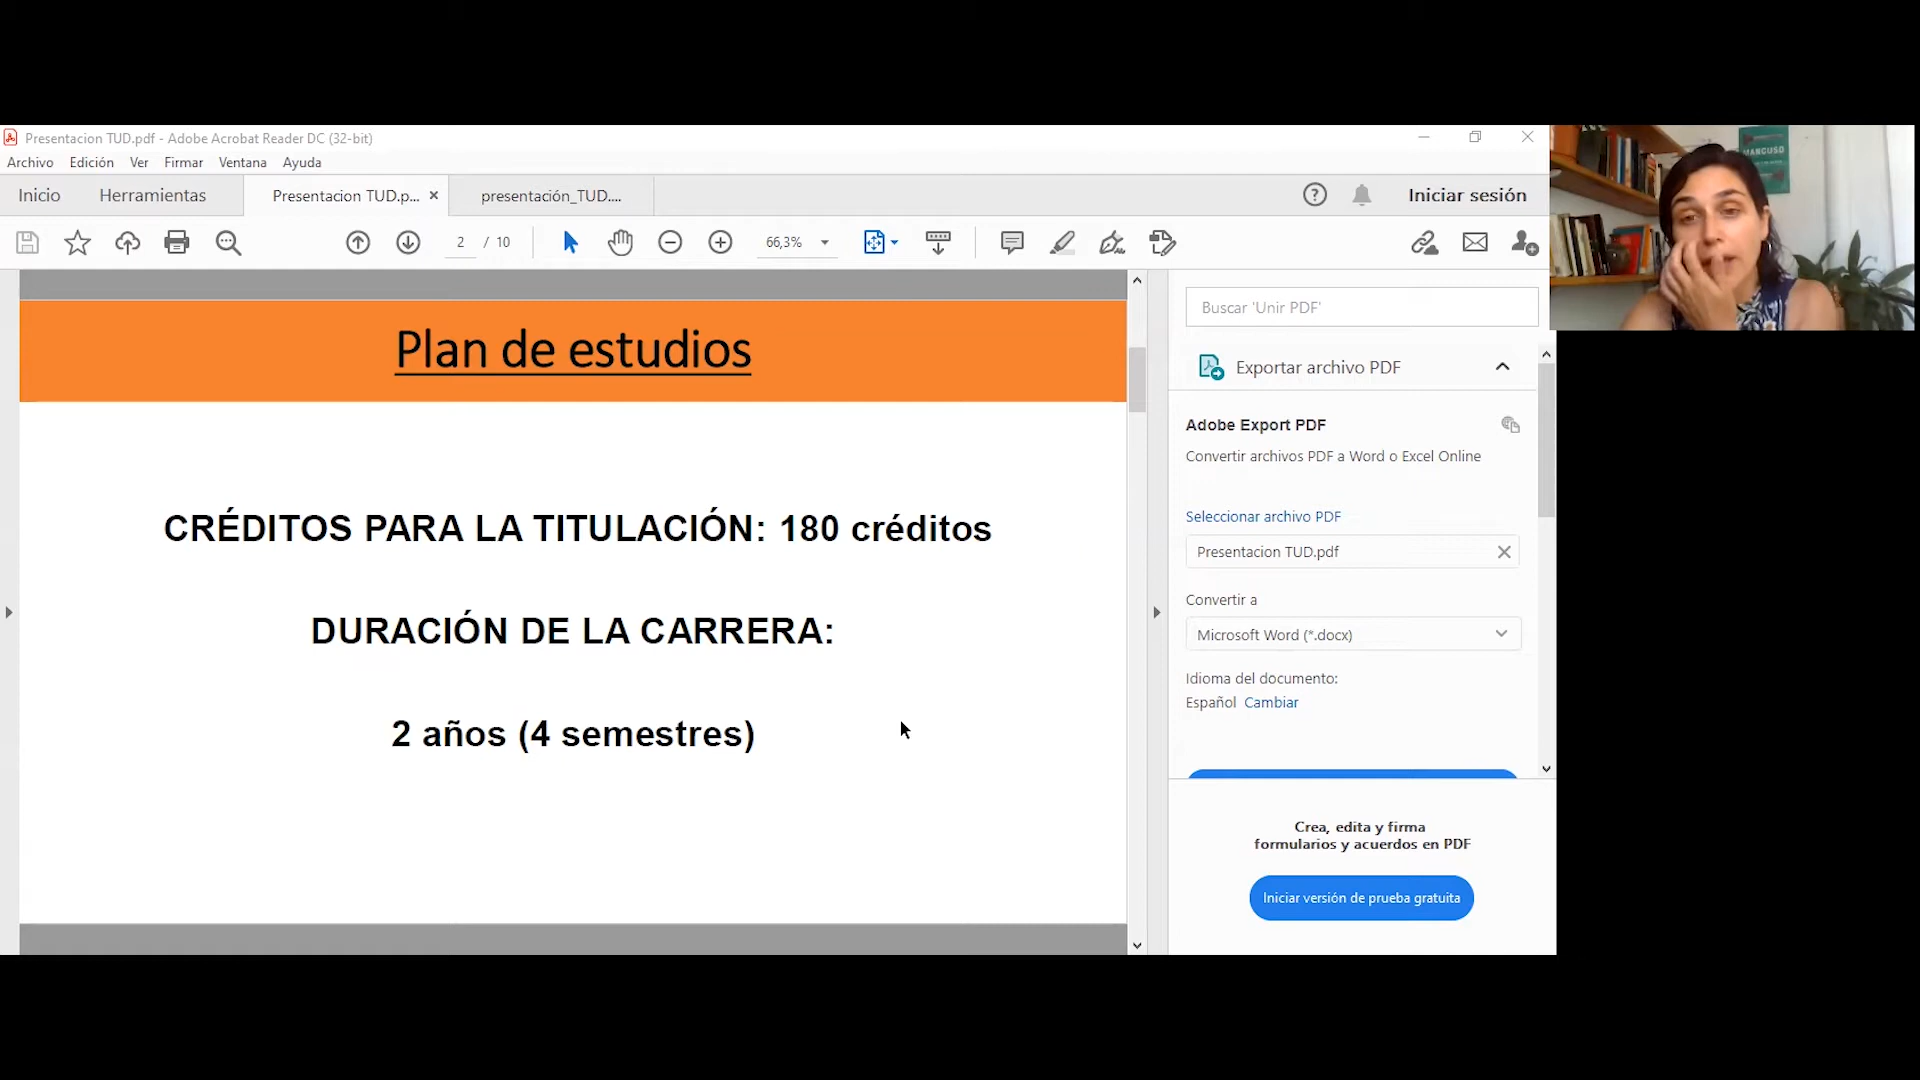 Presentacion TUD.pdf - Adobe Acrobat Reader DC (32-bit)
Archivo Edición Ver Firmar Ventana Ayuda
Inicio Herramientas Presentacion TUD.p... presentación_TUD.... Iniciar sesión
2 / 10 66,3%
MANCUSO
Plan de estudios
CRÉDITOS PARA LA TITULACIÓN: 180 créditos
DURACIÓN DE LA CARRERA:
2 años (4 semestres)
Buscar 'Unir PDF'
Exportar archivo PDF
Adobe Export PDF
Convertir archivos PDF a Word o Excel Online
Seleccionar archivo PDF
Presentacion TUD.pdf
Convertir a
Microsoft Word (*.docx)
Idioma del documento:
Español Cambiar
Crea, edita y firma
formularios y acuerdos en PDF
Iniciar versión de prueba gratuita